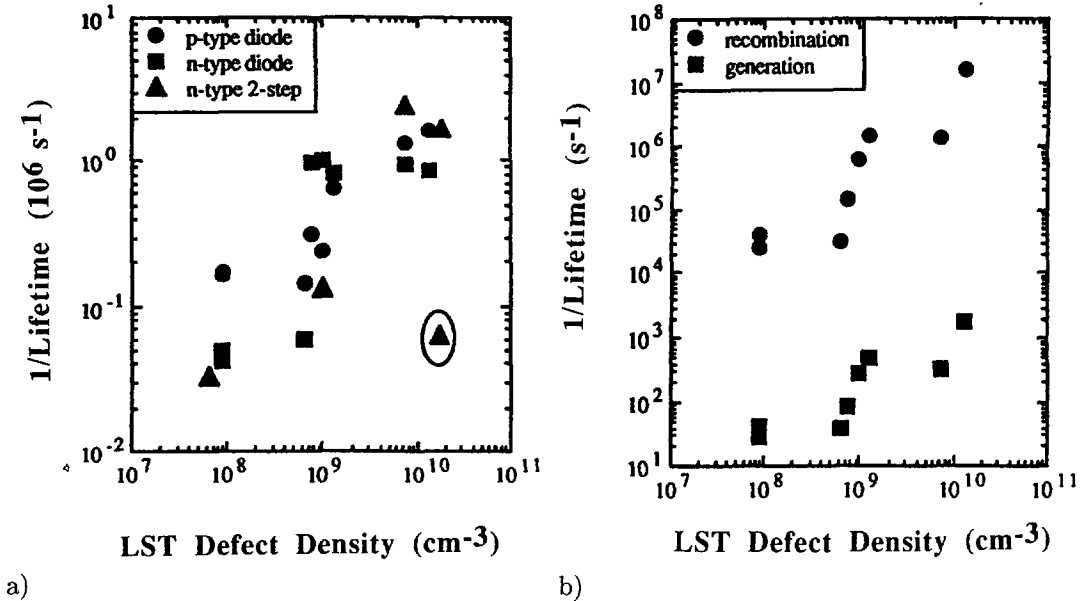 10^1
10^0
10^-1
10^-2
1/Lifetime (10^6 s^-1)
p-type diode
n-type diode
n-type 2-step
10^7 10^8 10^9 10^10 10^11
LST Defect Density (cm^-3)
a)
10^8
10^7
10^6
10^5
10^4
10^3
10^2
10^1
1/Lifetime (s^-1)
recombination
generation
10^7 10^8 10^9 10^10 10^11
LST Defect Density (cm^-3)
b)